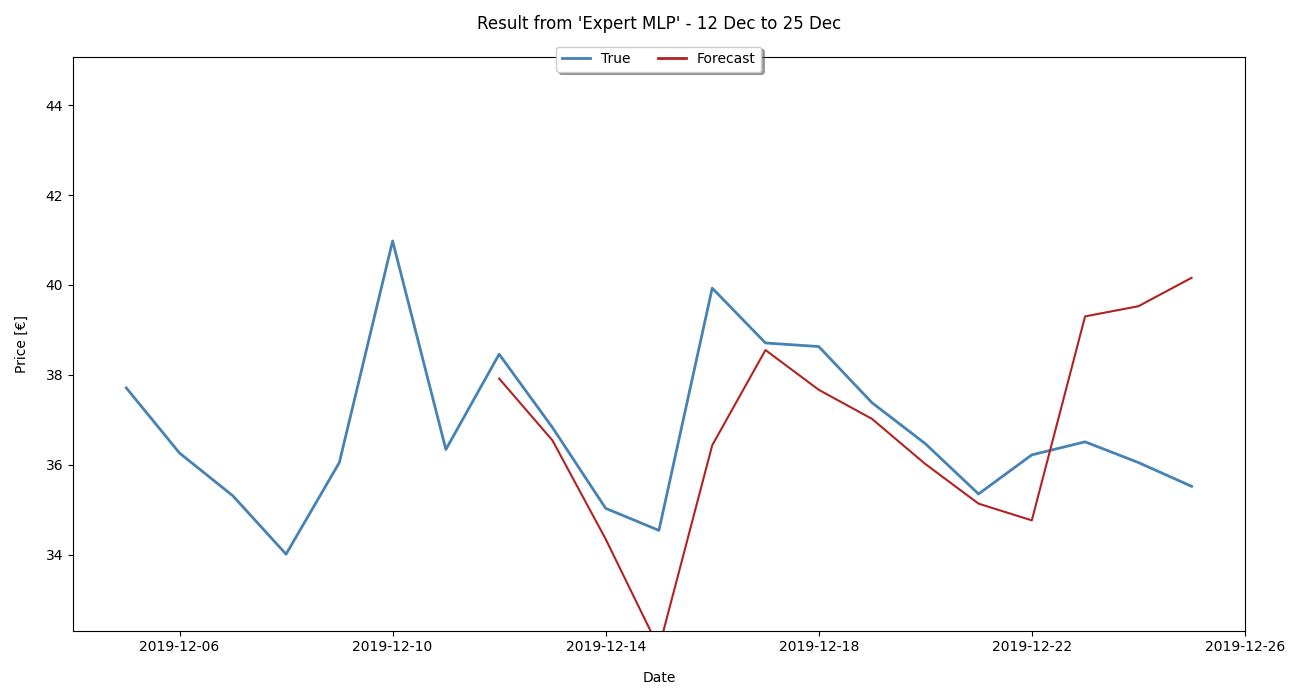 Result from 'Expert MLP' - 12 Dec to 25 Dec
True Forecast
44
42
40
38
36
34
Price [€]
2019-12-06 2019-12-10 2019-12-14 2019-12-18 2019-12-22 2019-12-26
Date